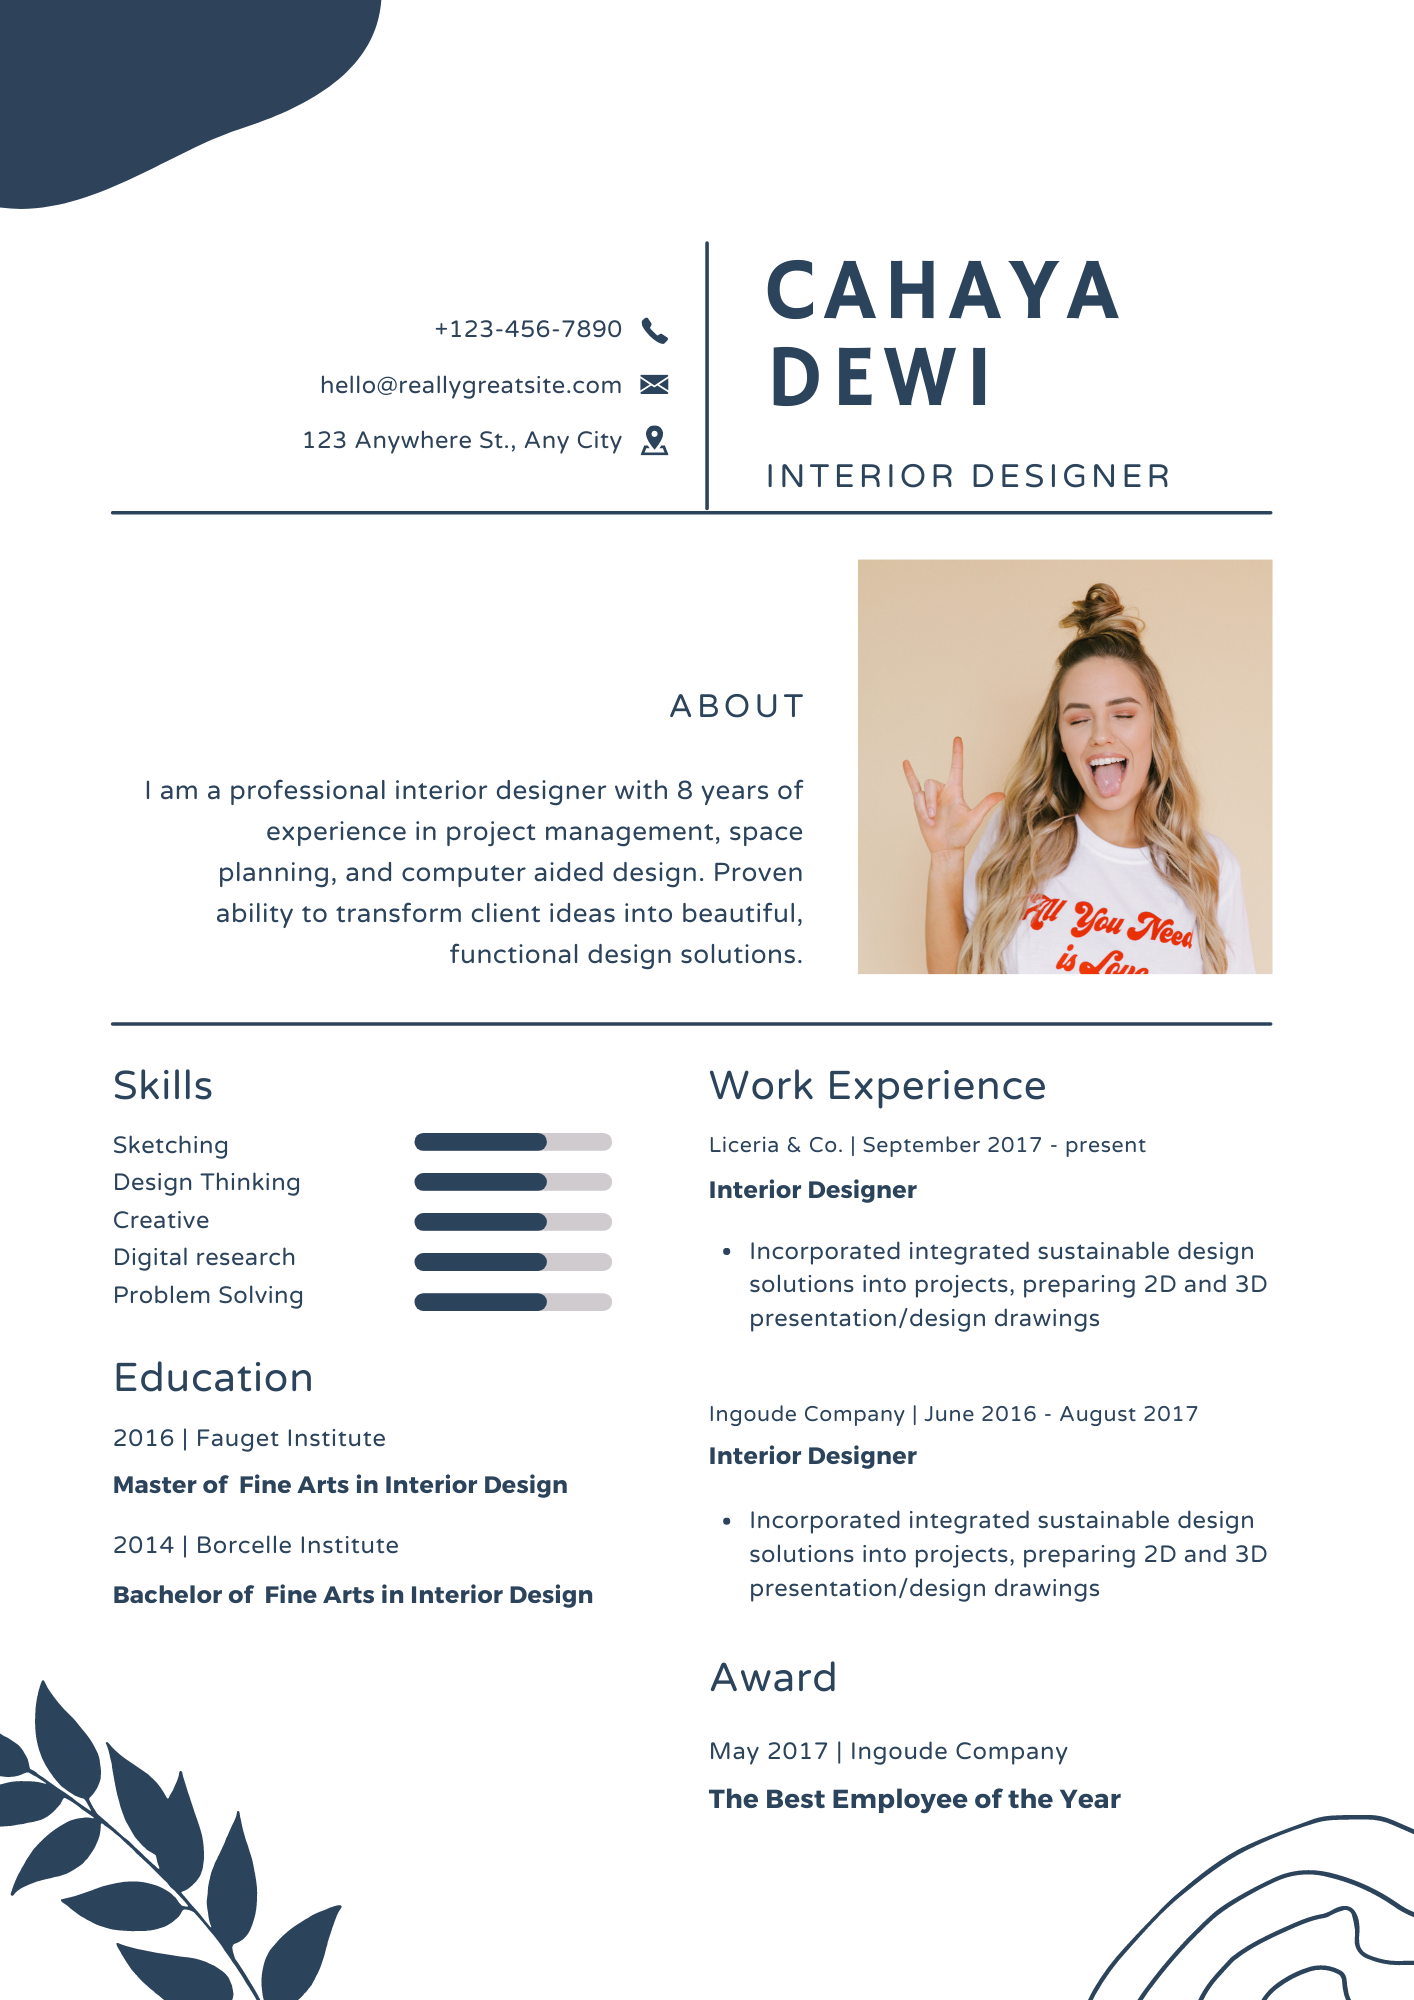 CAHAYA
DEWI
INTERIOR DESIGNER
+123-456-7890
hello@reallygreatsite.com
123 Anywhere St., Any City
ABOUT
I am a professional interior designer with 8 years of
experience in project management, space
planning, and computer aided design. Proven
ability to transform client ideas into beautiful,
functional design solutions.
All You Need
is Love
Skills
Sketching
Design Thinking
Creative
Digital research
Problem Solving
Education
2016 | Fauget Institute
Master of  Fine Arts in Interior Design
2014 | Borcelle Institute
Bachelor of  Fine Arts in Interior Design
Work Experience
Liceria & Co. | September 2017 - present
Interior Designer
• Incorporated integrated sustainable design
solutions into projects, preparing 2D and 3D
presentation/design drawings
Ingoude Company | June 2016 - August 2017
Interior Designer
• Incorporated integrated sustainable design
solutions into projects, preparing 2D and 3D
presentation/design drawings
Award
May 2017 | Ingoude Company
The Best Employee of the Year